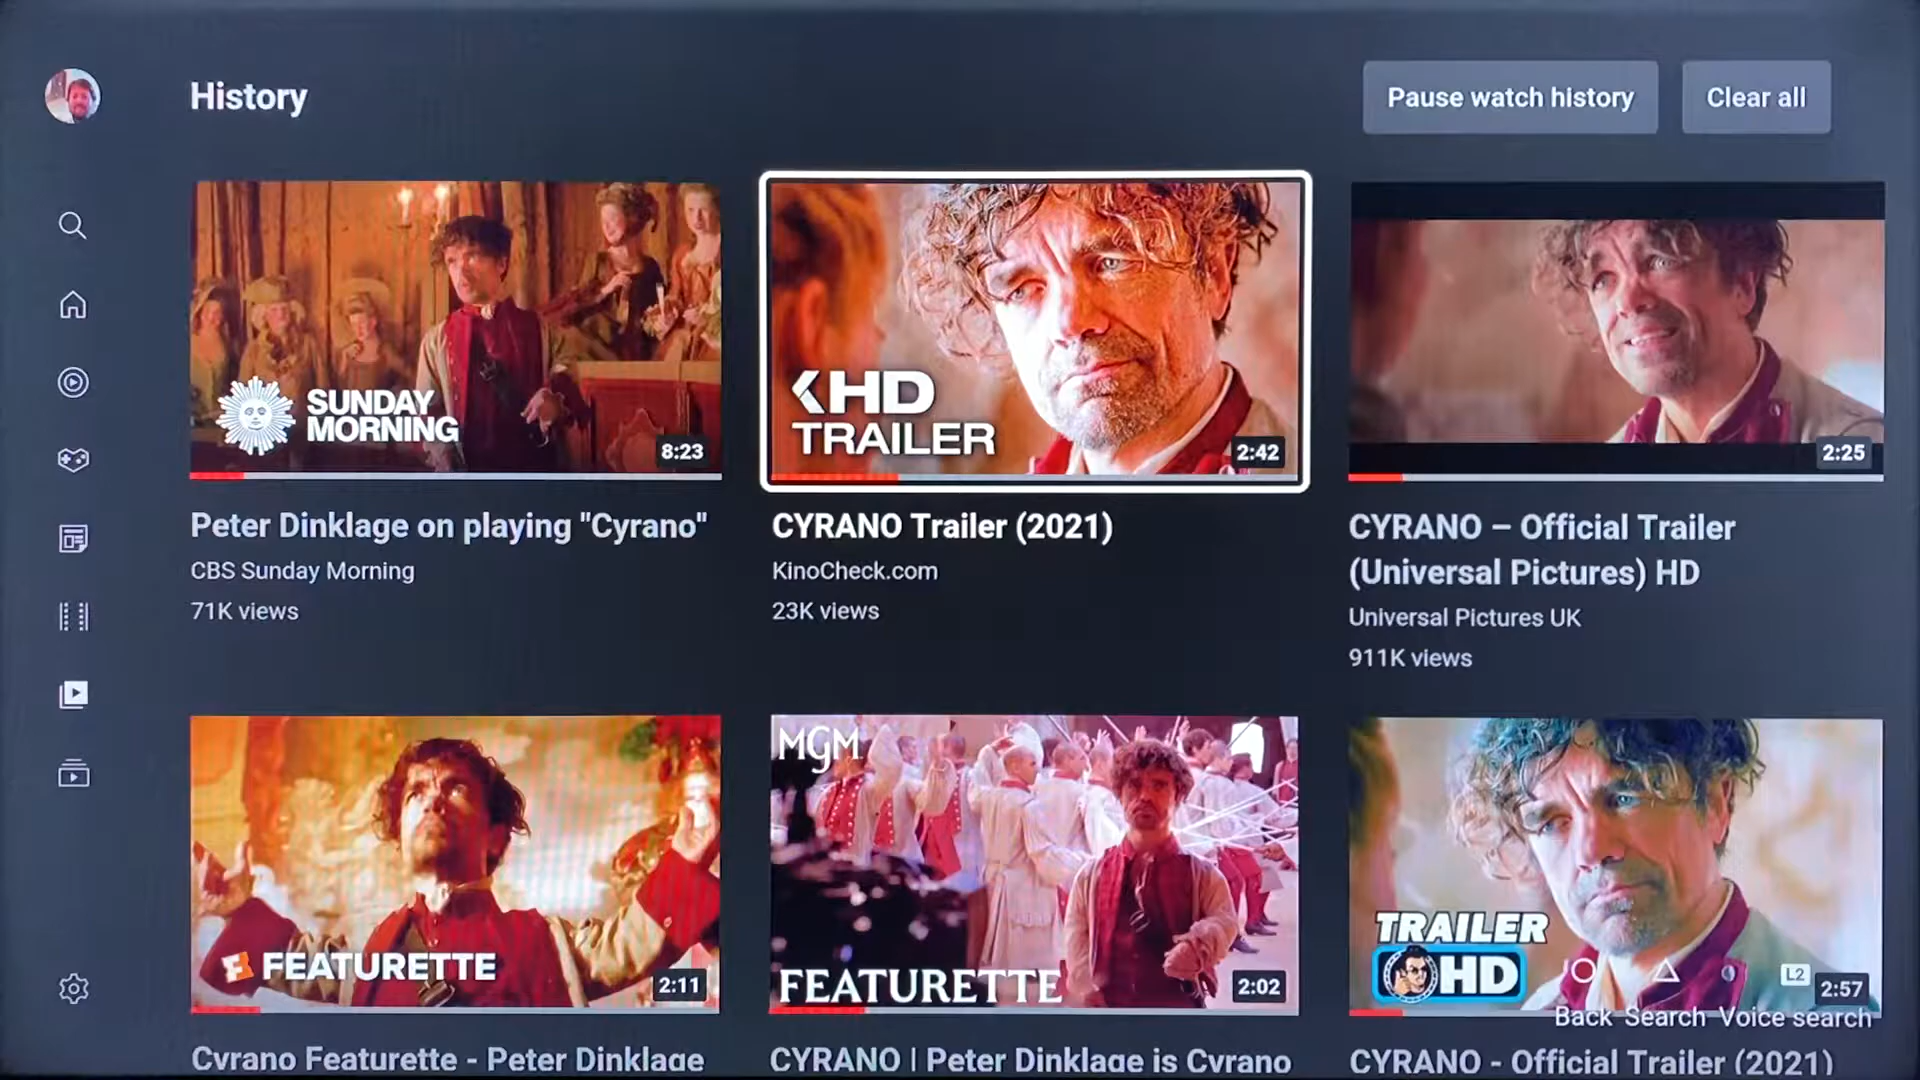 History
Pause watch history
Clear all
SUNDAY
MORNING
8:23
KHD
TRAILER
2:42
2:25
Peter Dinklage on playing "Cyrano"
CBS Sunday Morning
71K views
CYRANO Trailer (2021)
KinoCheck.com
23K views
CYRANO – Official Trailer
(Universal Pictures) HD
Universal Pictures UK
911K views
FEATURETTE
2:11
MGM
FEATURETTE
2:02
TRAILER
HD
L2
2:57
Back Search Voice search
Cyrano Featurette - Peter Dinklage
CYRANO | Peter Dinklage is Cyrano
CYRANO - Official Trailer (2021)